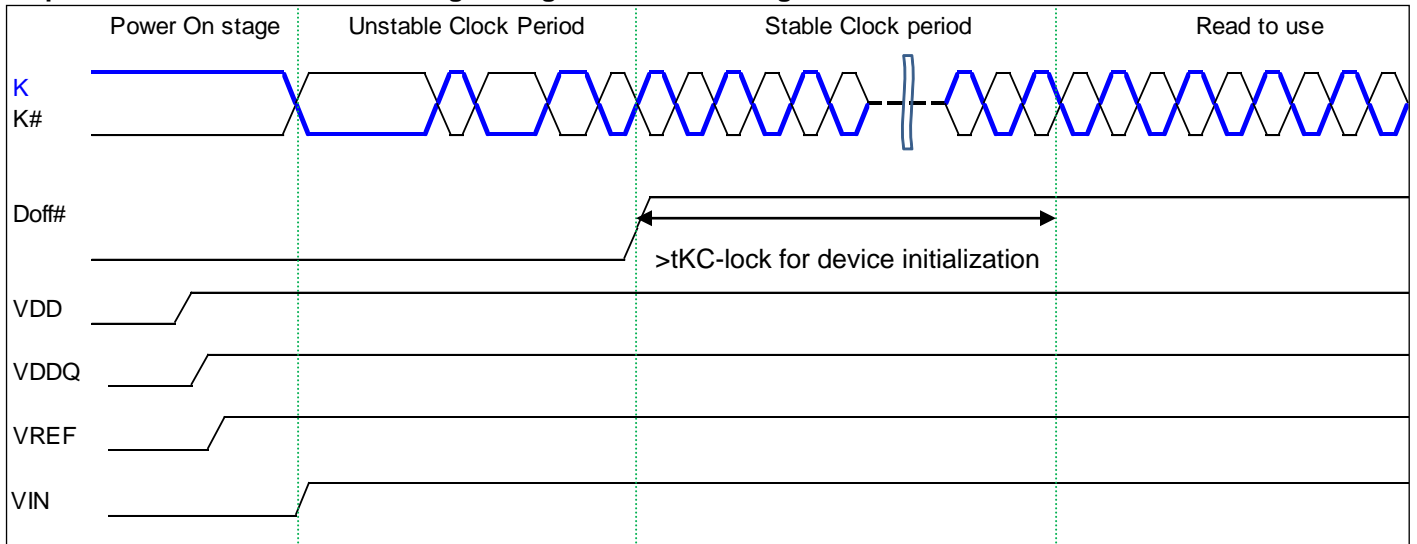 Power On stage Unstable Clock Period Stable Clock period Read to use
K
K#
Doff#
>tKC-lock for device initialization
VDD
VDDQ
VREF
VIN